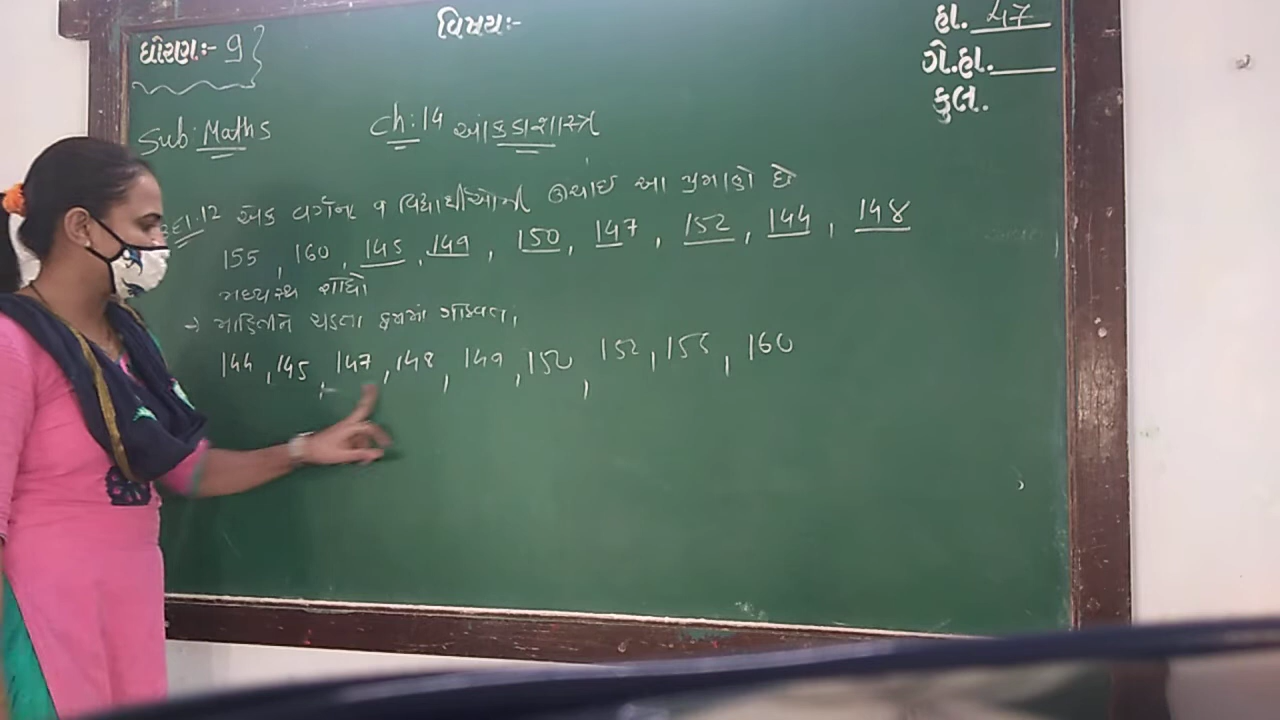 ધોરણ:- 9
વિષય:-
હા. 47
ગે.હા.
કુલ.
Sub: Maths
Ch: 14 આંકડાશાસ્ત્ર
ઉદા.12 એક વર્ગના ૧ વિદ્યાર્થીઓની ઊંચાઈ આ પ્રમાણે છે
155, 160, 145, 149, 150, 147, 152, 144, 148
મધ્યસ્થ શોધો
→ માહિતીને ચડતા ક્રમમાં ગોઠવતા,
144, 145, 147, 148, 149, 150, 152, 155, 160